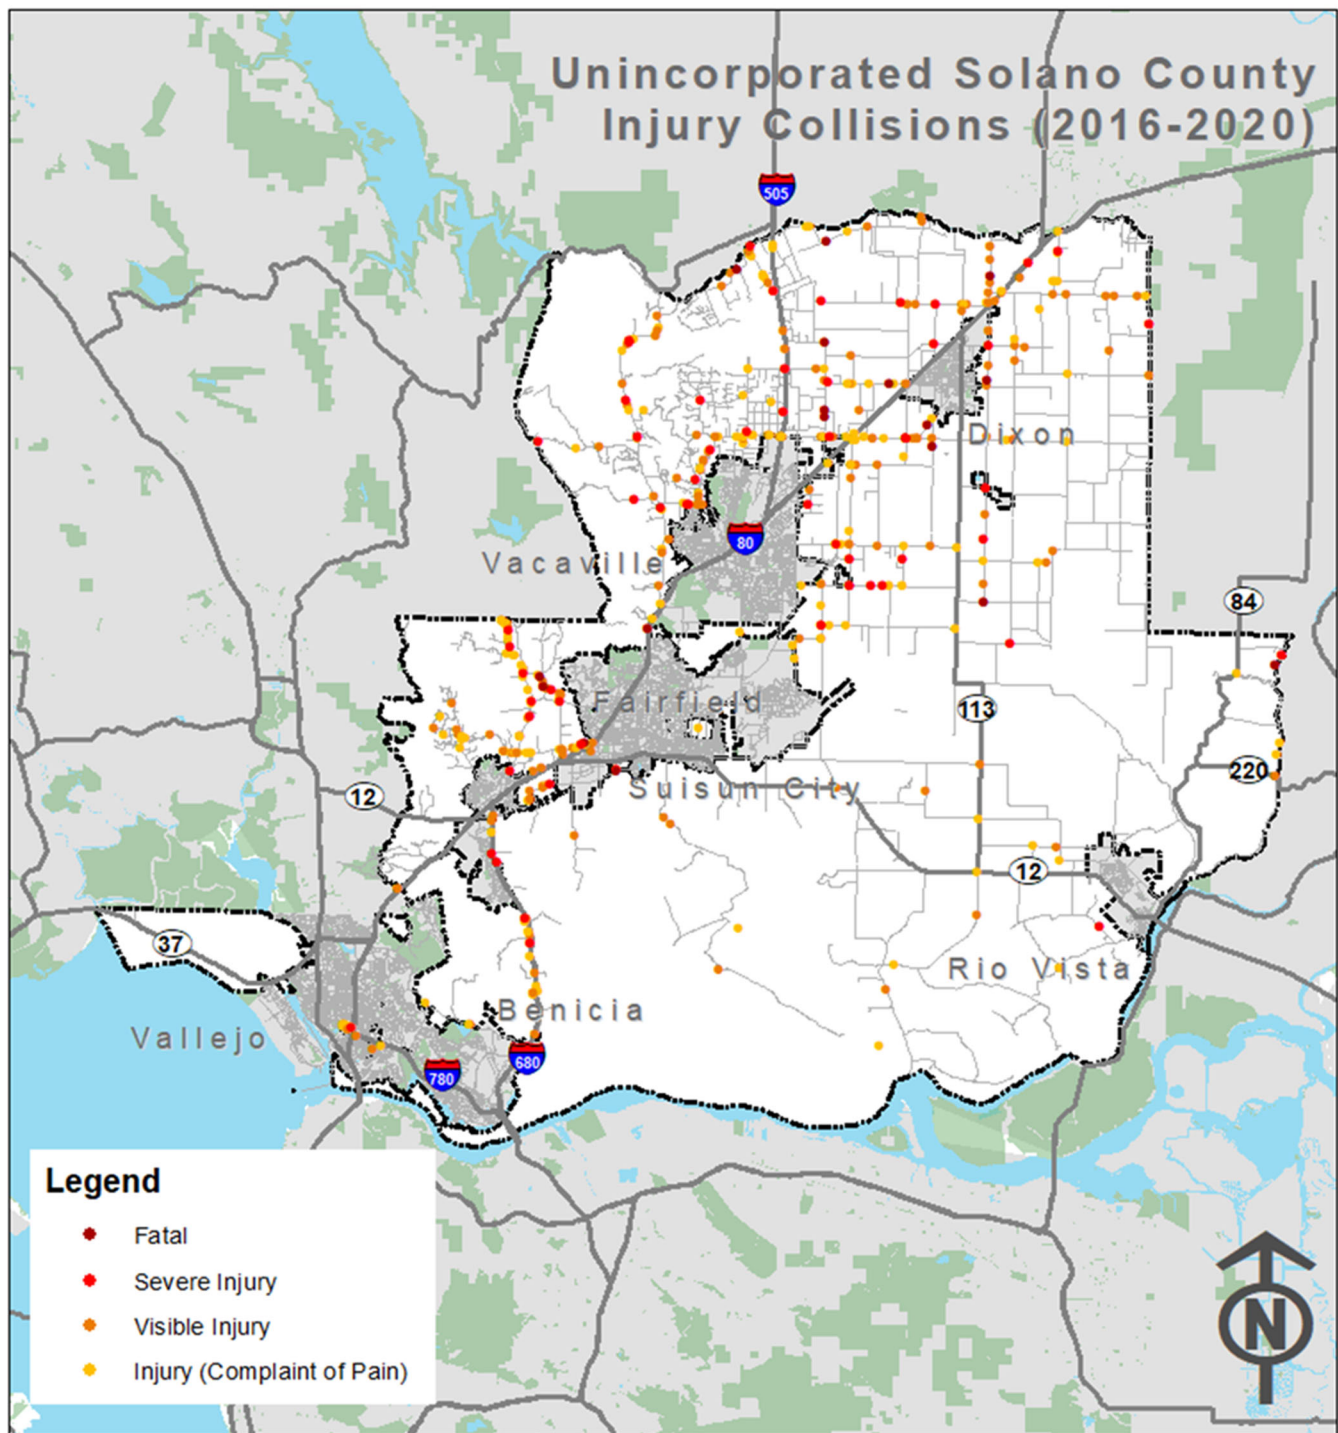 Unincorporated Solano County
Injury Collisions (2016-2020)
505
Dixon
80
Vacaville
84
Fairfield
113
220
Suisun City
12
12
37
Rio Vista
Benicia
Vallejo
680
780
Legend
Fatal
Severe Injury
Visible Injury
Injury (Complaint of Pain)
N